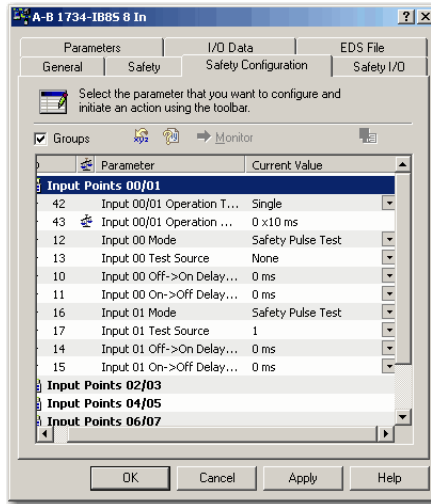 A-B 1734-IB8S 8 In
Parameters I/O Data EDS File
General Safety Safety Configuration Safety I/O
Select the parameter that you want to configure and
initiate an action using the toolbar.
Groups Monitor
Parameter Current Value
Input Points 00/01
42 Input 00/01 Operation T... Single
43 Input 00/01 Operation ... 0 x10 ms
12 Input 00 Mode Safety Pulse Test
13 Input 00 Test Source None
10 Input 00 Off->On Delay... 0 ms
11 Input 00 On->Off Delay... 0 ms
16 Input 01 Mode Safety Pulse Test
17 Input 01 Test Source 1
14 Input 01 Off->On Delay... 0 ms
15 Input 01 On->Off Delay... 0 ms
Input Points 02/03
Input Points 04/05
Input Points 06/07
OK Cancel Apply Help